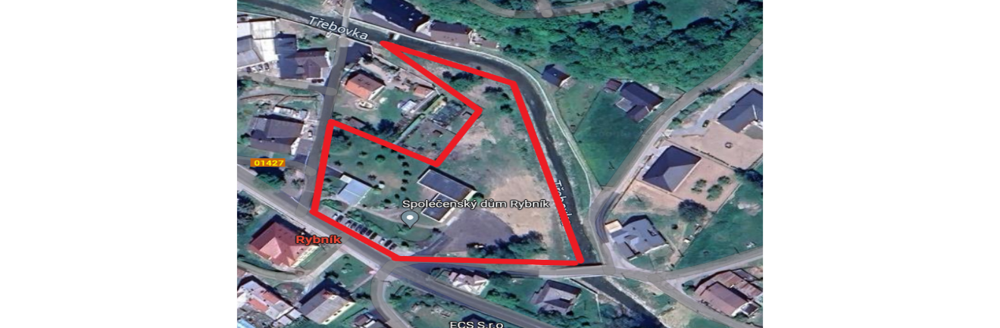 Třebovka
01427
Společenský dům Rybník
Třebovka
Rybník
ECS S.r.o